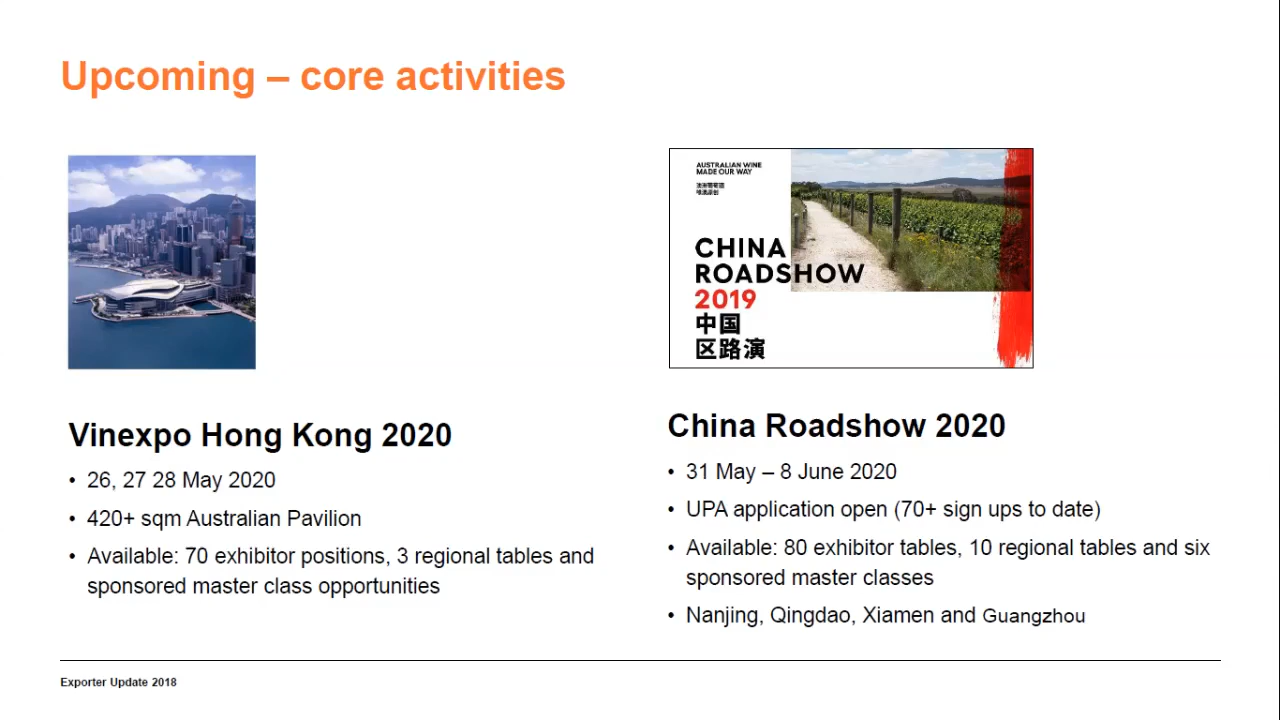 Upcoming – core activities
AUSTRALIAN WINE
MADE OUR WAY
CHINA
ROADSHOW
2019
中国
区路演
Vinexpo Hong Kong 2020
• 26, 27 28 May 2020
• 420+ sqm Australian Pavilion
• Available: 70 exhibitor positions, 3 regional tables and
sponsored master class opportunities
China Roadshow 2020
• 31 May – 8 June 2020
• UPA application open (70+ sign ups to date)
• Available: 80 exhibitor tables, 10 regional tables and six
sponsored master classes
• Nanjing, Qingdao, Xiamen and Guangzhou
Exporter Update 2018